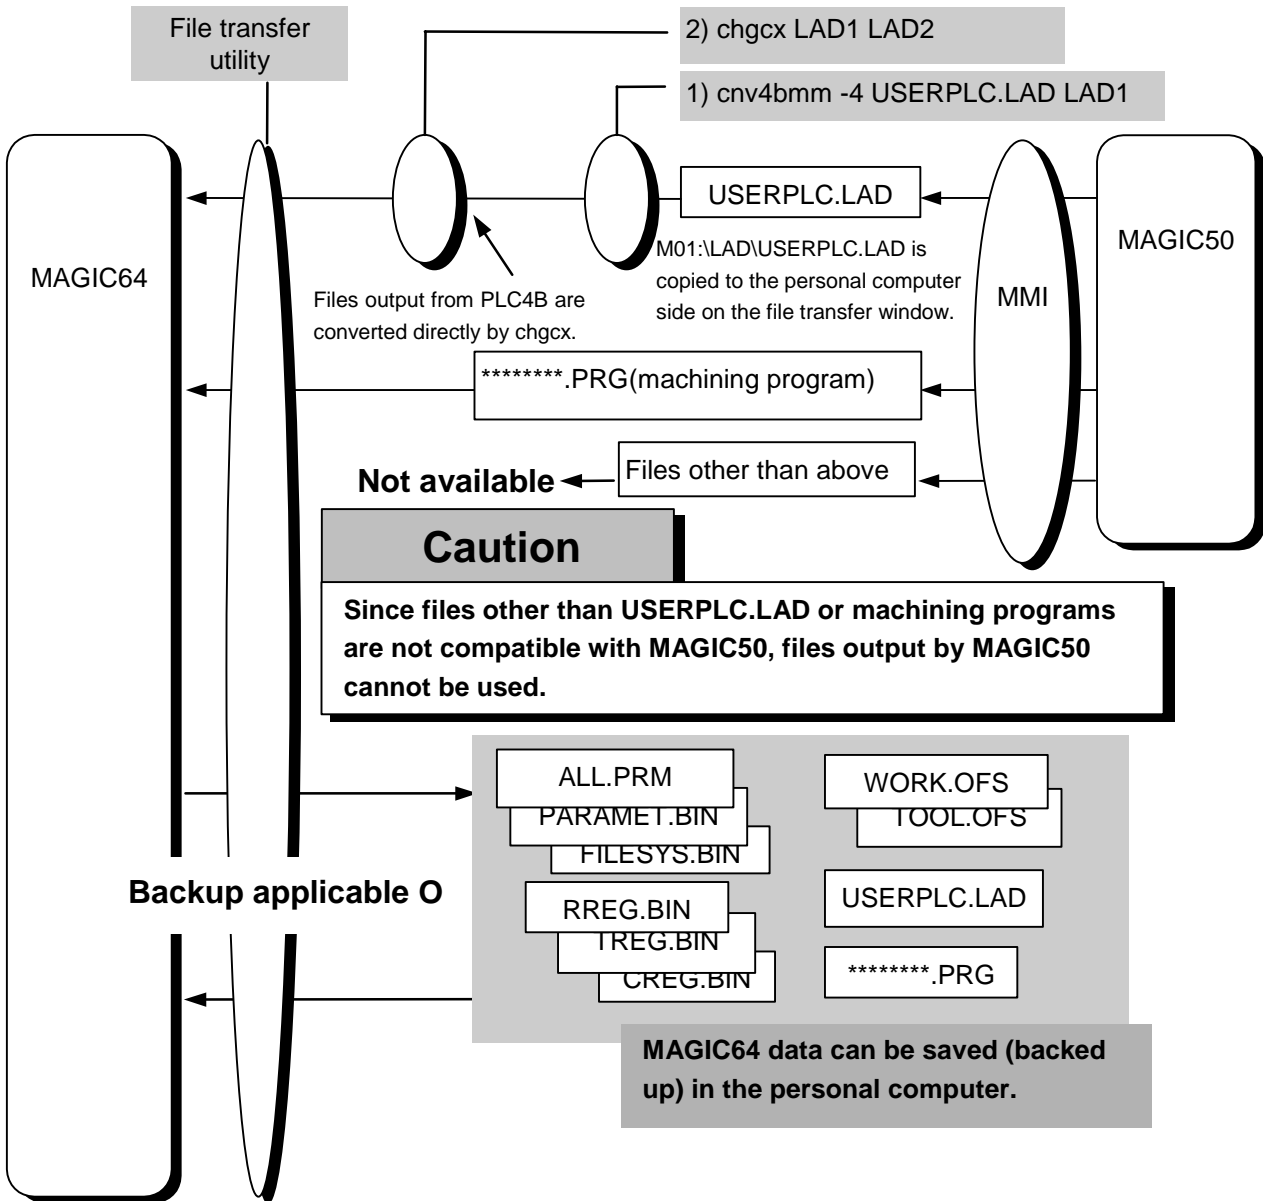 File transfer
utility
2) chgcx LAD1 LAD2
1) cnv4bmm -4 USERPLC.LAD LAD1
MAGIC64
USERPLC.LAD
MAGIC50
M01:\LAD\USERPLC.LAD is
copied to the personal computer
side on the file transfer window.
MMI
Files output from PLC4B are
converted directly by chgcx.
********.PRG(machining program)
Not available
Files other than above
Caution
Since files other than USERPLC.LAD or machining programs
are not compatible with MAGIC50, files output by MAGIC50
cannot be used.
ALL.PRM
PARAMET.BIN
FILESYS.BIN
WORK.OFS
TOOL.OFS
Backup applicable O
RREG.BIN
TREG.BIN
CREG.BIN
USERPLC.LAD
********.PRG
MAGIC64 data can be saved (backed
up) in the personal computer.